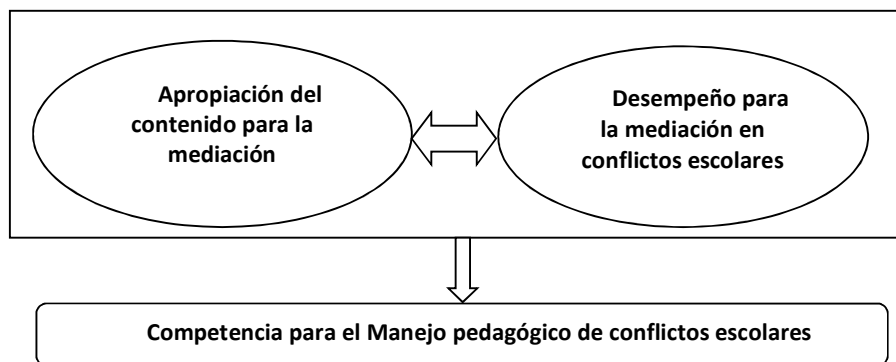 Apropiación del
contenido para la
mediación
Desempeño para
la mediación en
conflictos escolares
Competencia para el Manejo pedagógico de conflictos escolares